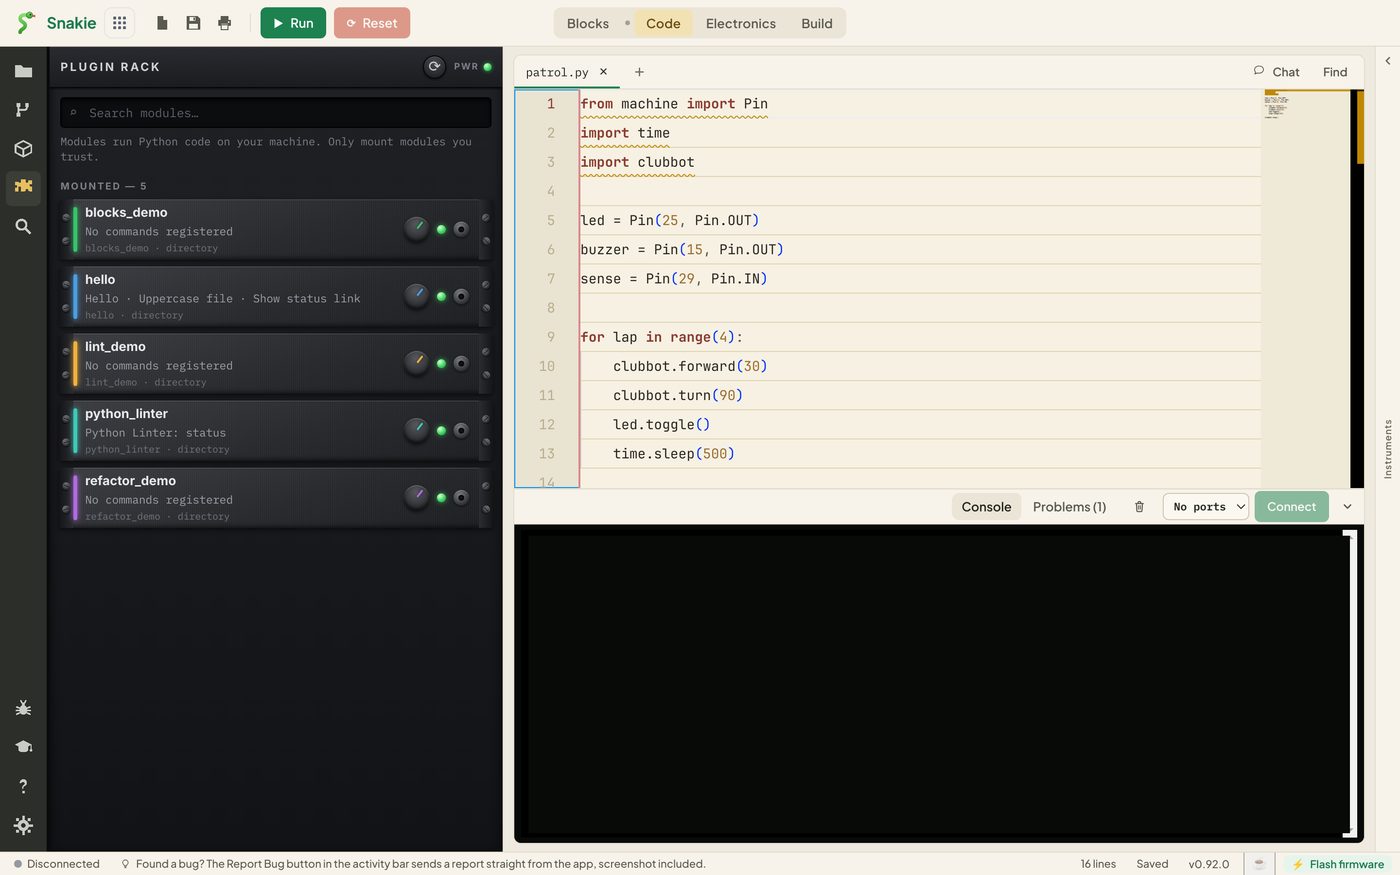 Snakie
Run
Reset
Blocks
Code
Electronics
Build
PLUGIN RACK
PWR
Search modules…
Modules run Python code on your machine. Only mount modules you
trust.
MOUNTED — 5
blocks_demo
No commands registered
blocks_demo · directory
hello
Hello · Uppercase file · Show status link
hello · directory
lint_demo
No commands registered
lint_demo · directory
python_linter
Python Linter: status
python_linter · directory
refactor_demo
No commands registered
refactor_demo · directory
patrol.py
Chat
Find
1 from machine import Pin
2 import time
3 import clubbot
4
5 led = Pin(25, Pin.OUT)
6 buzzer = Pin(15, Pin.OUT)
7 sense = Pin(29, Pin.IN)
8
9 for lap in range(4):
10     clubbot.forward(30)
11     clubbot.turn(90)
12     led.toggle()
13     time.sleep(500)
14
Console
Problems (1)
No ports
Connect
Instruments
Disconnected
Found a bug? The Report Bug button in the activity bar sends a report straight from the app, screenshot included.
16 lines
Saved
v0.92.0
Flash firmware